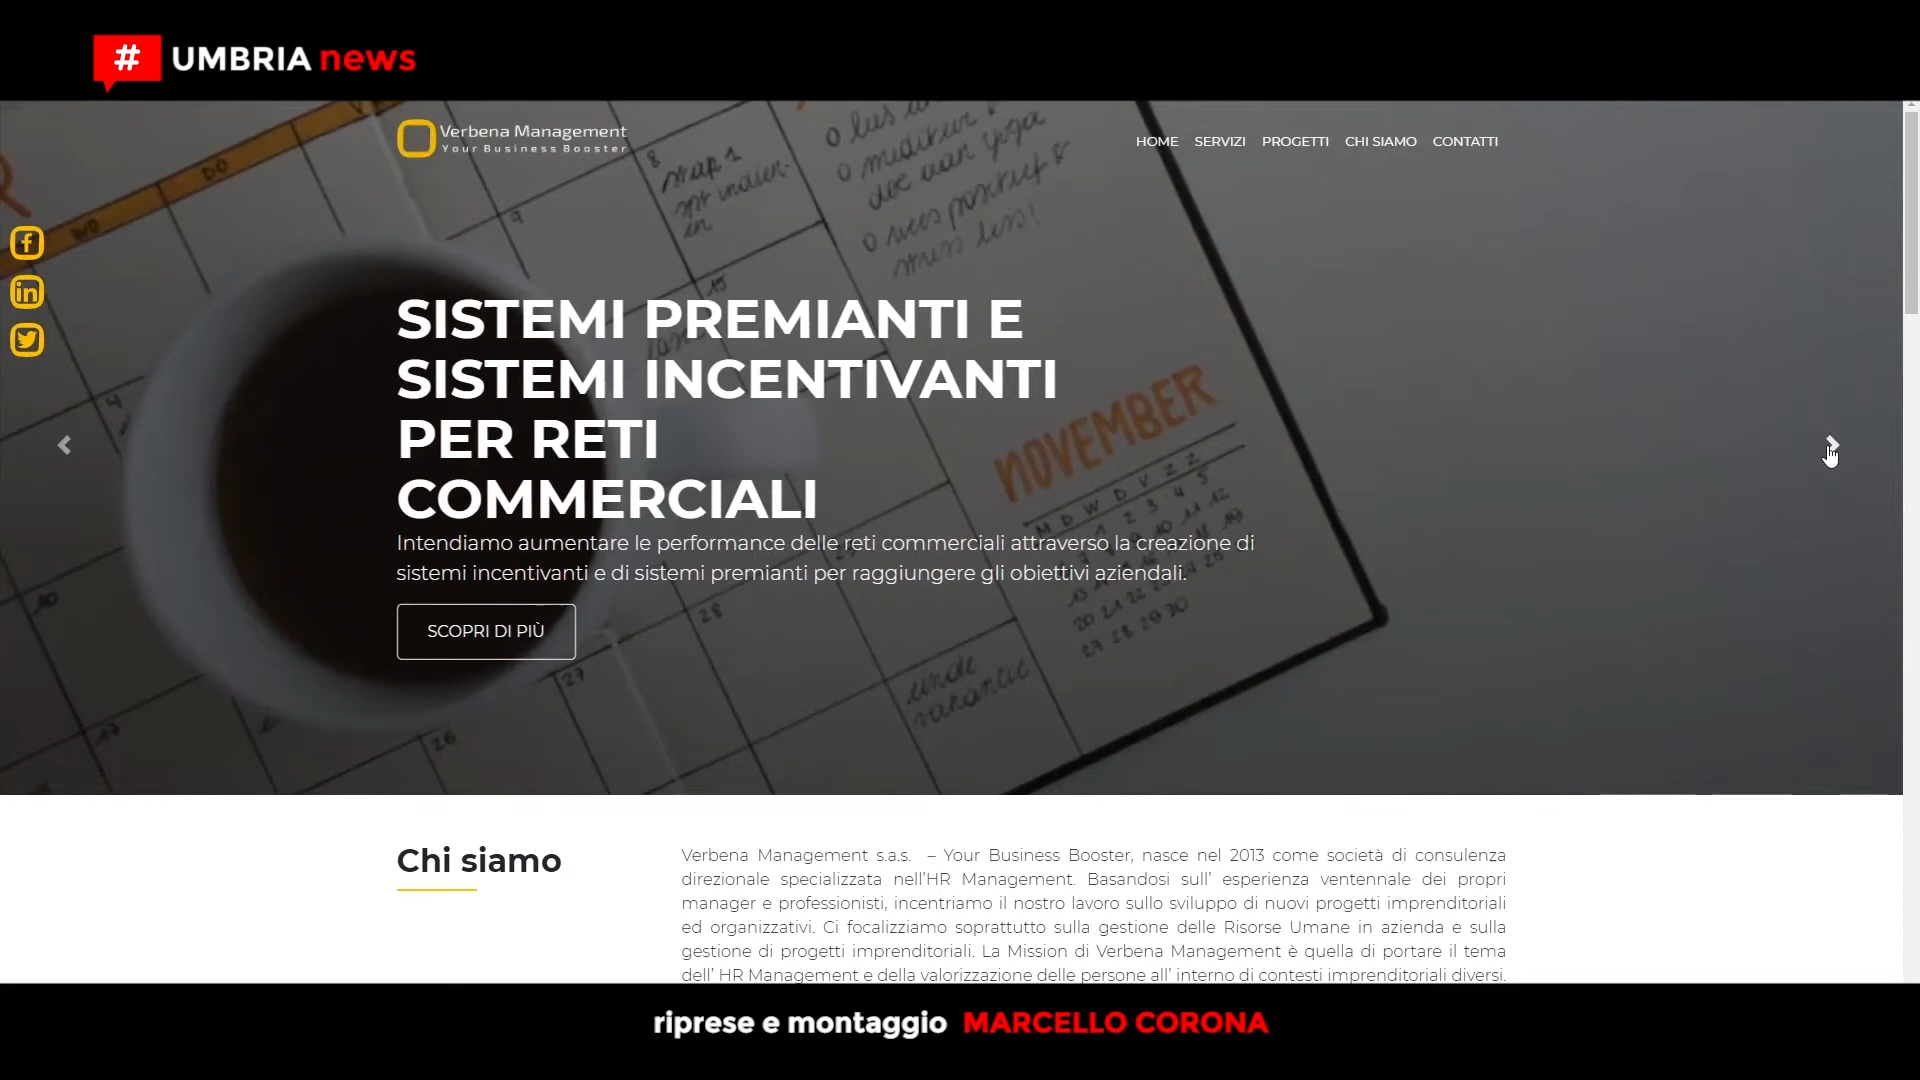 # UMBRIA news
Verbena Management
Your Business Booster
HOME SERVIZI PROGETTI CHI SIAMO CONTATTI
SISTEMI PREMIANTI E
SISTEMI INCENTIVANTI
PER RETI
COMMERCIALI
Intendiamo aumentare le performance delle reti commerciali attraverso la creazione di
sistemi incentivanti e di sistemi premianti per raggiungere gli obiettivi aziendali.
SCOPRI DI PIÙ
NOVEMBER
Chi siamo
Verbena Management s.a.s. – Your Business Booster, nasce nel 2013 come società di consulenza
direzionale specializzata nell'HR Management. Basandosi sull' esperienza ventennale dei propri
manager e professionisti, incentriamo il nostro lavoro sullo sviluppo di nuovi progetti imprenditoriali
ed organizzativi. Ci focalizziamo soprattutto sulla gestione delle Risorse Umane in azienda e sulla
gestione di progetti imprenditoriali. La Mission di Verbena Management è quella di portare il tema
dell' HR Management e della valorizzazione delle persone all' interno di contesti imprenditoriali diversi.
riprese e montaggio MARCELLO CORONA